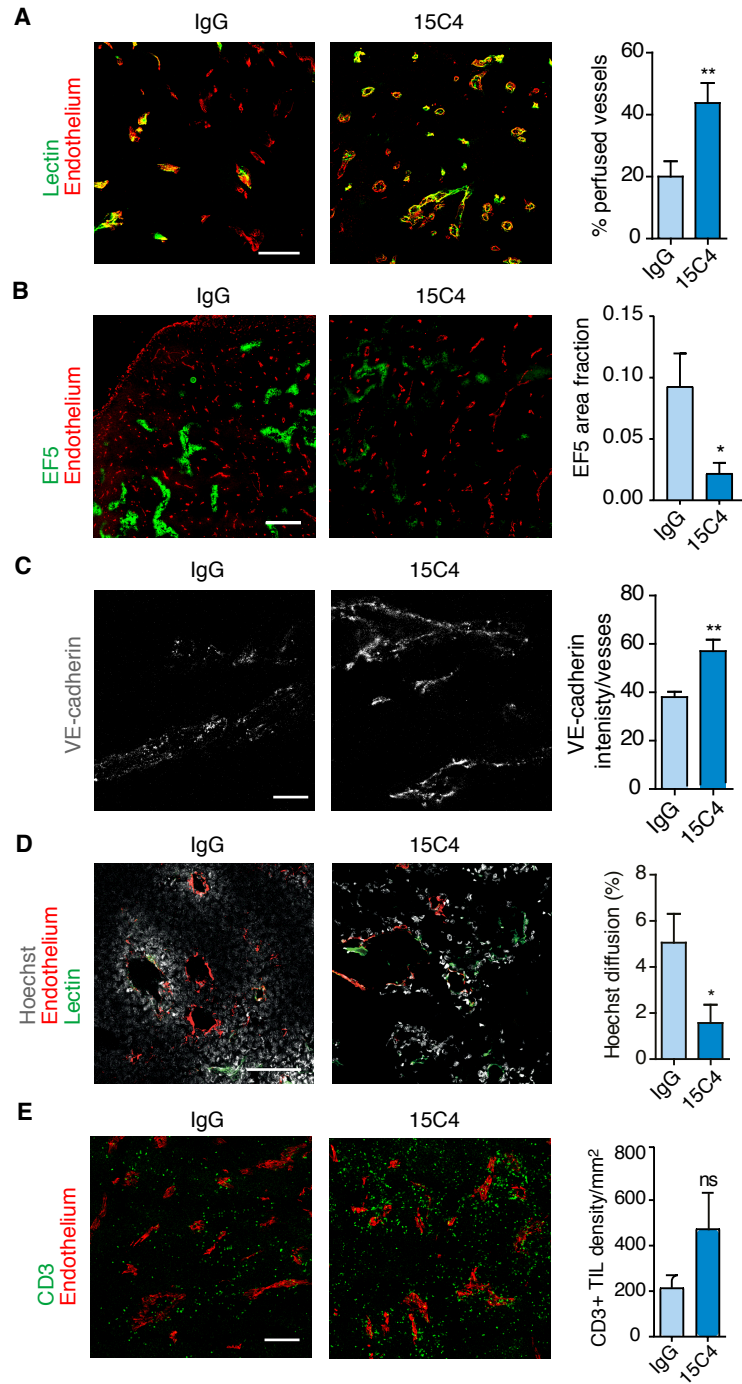 A
IgG
15C4
Lectin
Endothelium
% perfused vessels
60
40
20
0
**
IgG
15C4
B
IgG
15C4
EF5
Endothelium
EF5 area fraction
0.15
0.10
0.05
0.00
*
IgG
15C4
C
IgG
15C4
VE-cadherin
VE-cadherin
intenisty/vesses
80
60
40
20
0
**
IgG
15C4
D
IgG
15C4
Hoechst
Endothelium
Lectin
Hoechst diffusion (%)
8
6
4
2
0
*
IgG
15C4
E
IgG
15C4
CD3
Endothelium
CD3+ TIL density/mm²
800
600
400
200
0
ns
IgG
15C4